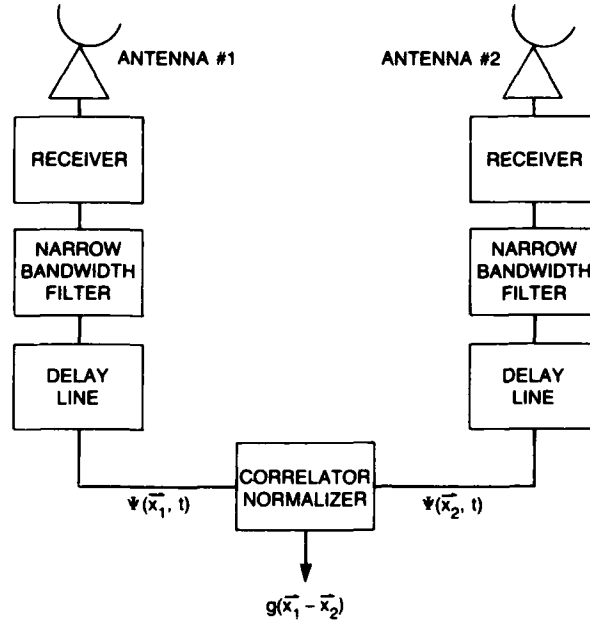 ANTENNA #1
ANTENNA #2
RECEIVER
RECEIVER
NARROW
BANDWIDTH
FILTER
NARROW
BANDWIDTH
FILTER
DELAY
LINE
DELAY
LINE
CORRELATOR
NORMALIZER
Ψ(x⃗₁, t)
Ψ(x⃗₂, t)
g(x⃗₁ − x⃗₂)